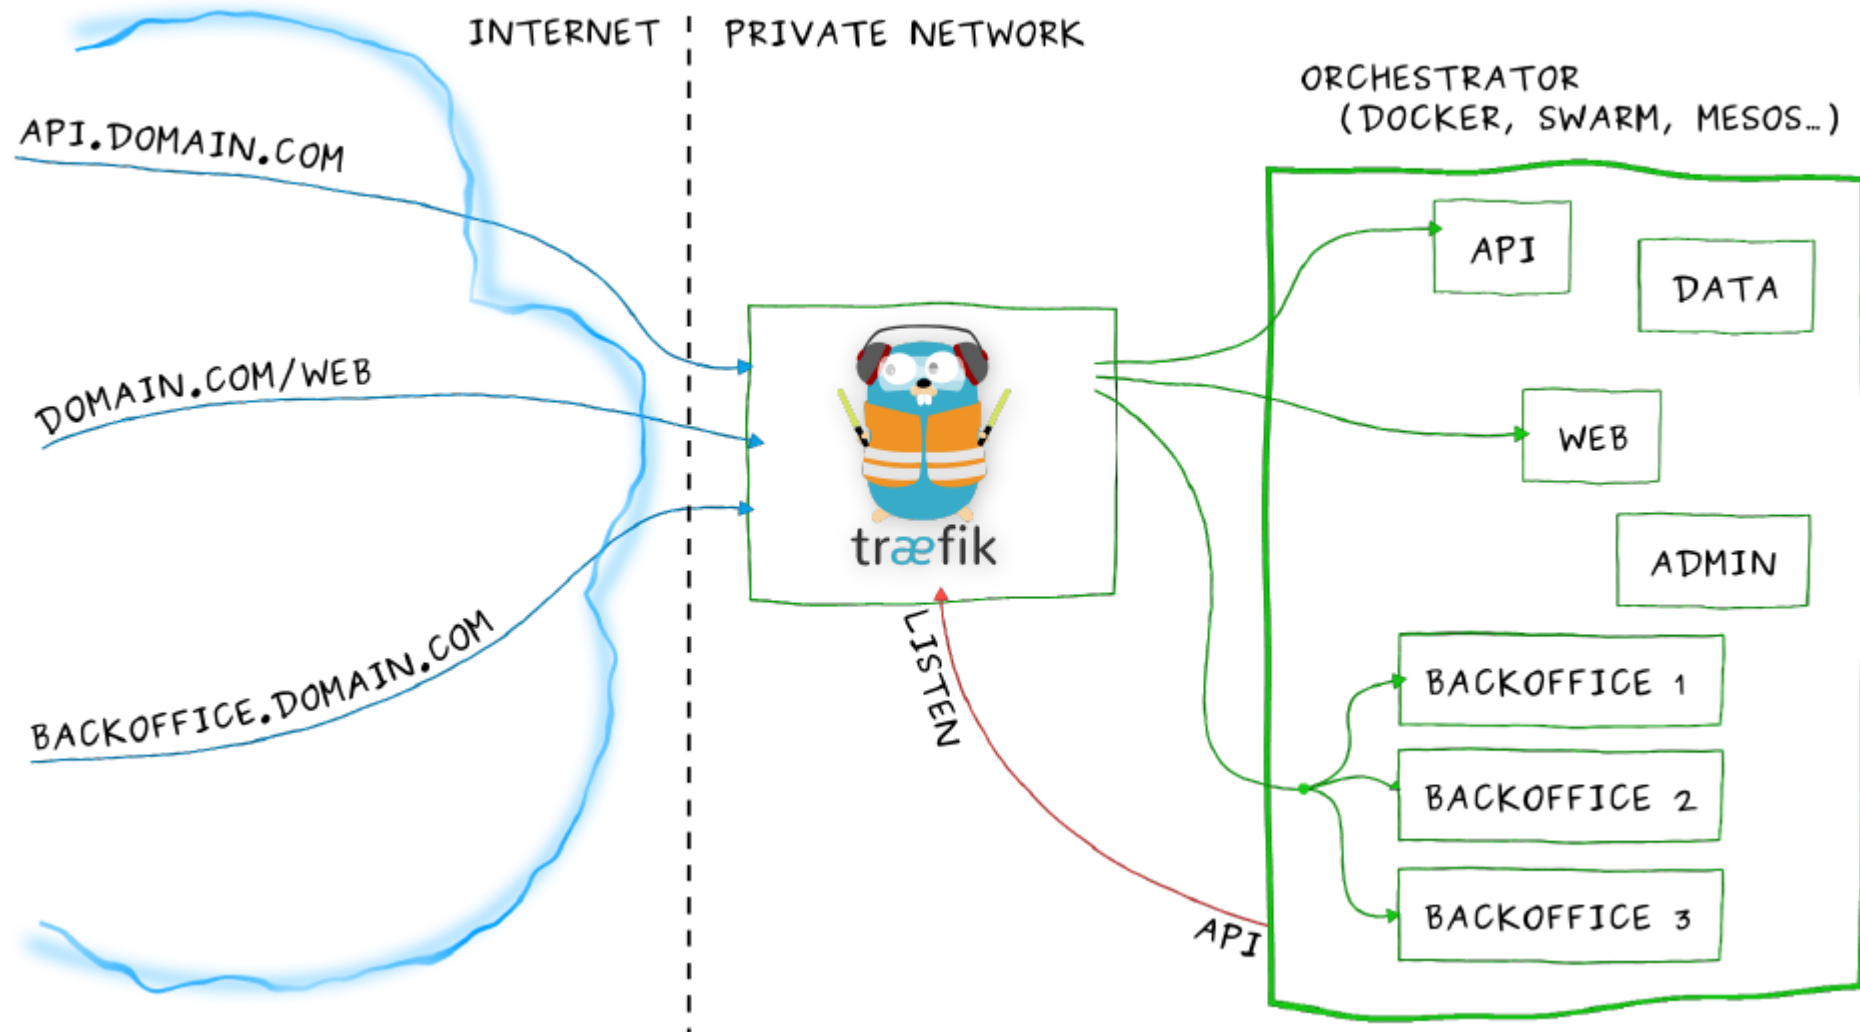 INTERNET
PRIVATE NETWORK
ORCHESTRATOR
(DOCKER, SWARM, MESOS...)
API.DOMAIN.COM
API
DATA
DOMAIN.COM/WEB
WEB
træfik
ADMIN
LISTEN
BACKOFFICE.DOMAIN.COM
BACKOFFICE 1
BACKOFFICE 2
BACKOFFICE 3
API